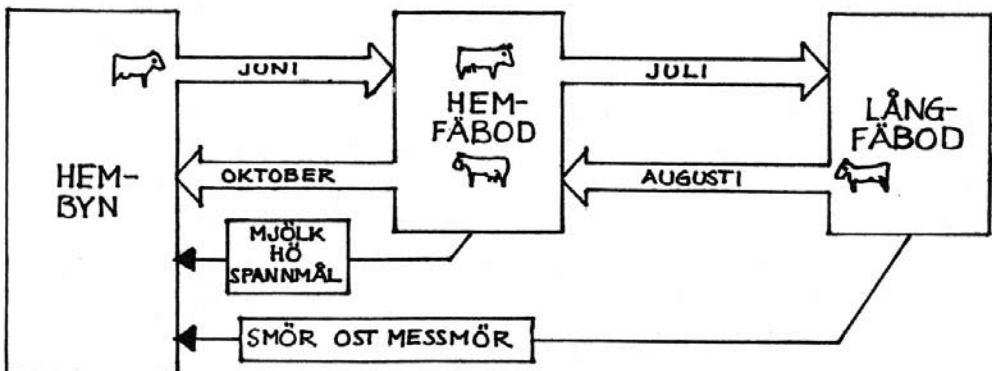 JUNI
JULI
HEM-
FÄBOD
LÅNG-
FÄBOD
HEM-
BYN
OKTOBER
AUGUSTI
MJÖLK
HÖ
SPANNMÅL
SMÖR OST MESSMÖR